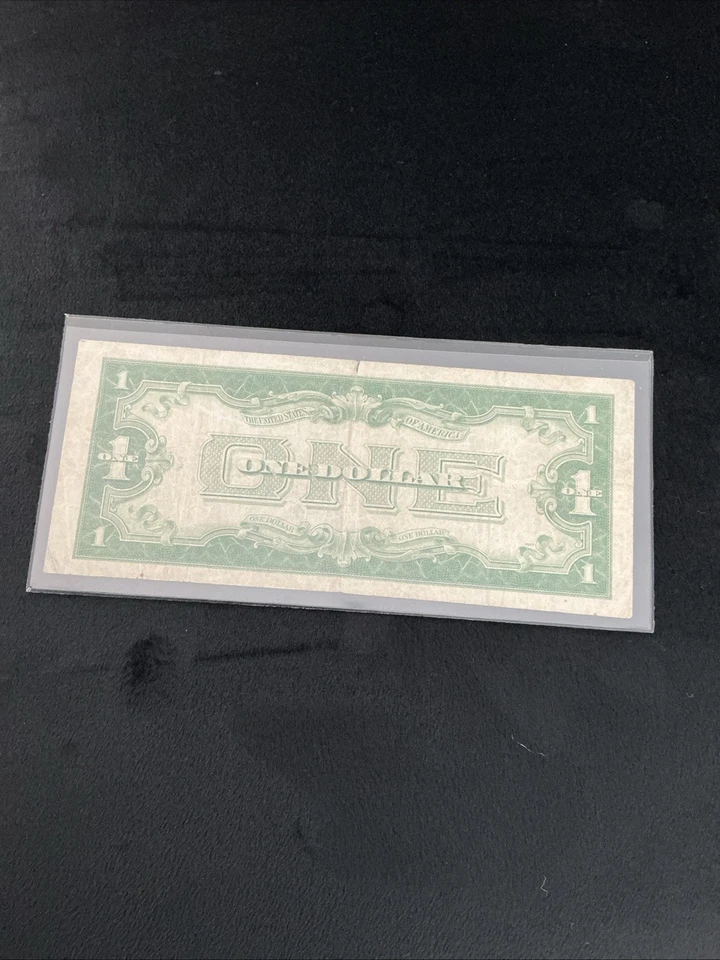 1 1
THE UNITED STATES OF AMERICA
ONE ONE ONE
1 ONE DOLLAR 1
ONE DOLLAR ONE DOLLAR
1 1